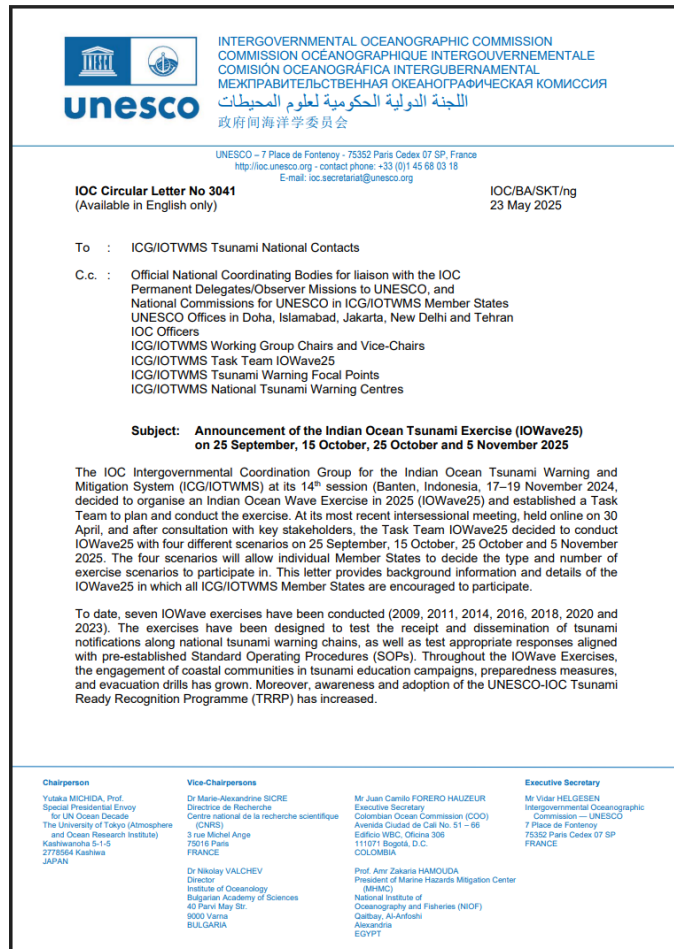 unesco
INTERGOVERNMENTAL OCEANOGRAPHIC COMMISSION
COMMISSION OCÉANOGRAPHIQUE INTERGOUVERNEMENTALE
COMISIÓN OCEANOGRÁFICA INTERGUBERNAMENTAL
МЕЖПРАВИТЕЛЬСТВЕННАЯ ОКЕАНОГРАФИЧЕСКАЯ КОМИССИЯ
اللجنة الدولية الحكومية لعلوم المحيطات
政府间海洋学委员会
UNESCO – 7 Place de Fontenoy - 75352 Paris Cedex 07 SP, France
http://ioc.unesco.org - contact phone: +33 (0)1 45 68 03 18
E-mail: ioc.secretariat@unesco.org
IOC Circular Letter No 3041
(Available in English only)
IOC/BA/SKT/ng
23 May 2025
To : ICG/IOTWMS Tsunami National Contacts
C.c. : Official National Coordinating Bodies for liaison with the IOC
Permanent Delegates/Observer Missions to UNESCO, and
National Commissions for UNESCO in ICG/IOTWMS Member States
UNESCO Offices in Doha, Islamabad, Jakarta, New Delhi and Tehran
IOC Officers
ICG/IOTWMS Working Group Chairs and Vice-Chairs
ICG/IOTWMS Task Team IOWave25
ICG/IOTWMS Tsunami Warning Focal Points
ICG/IOTWMS National Tsunami Warning Centres
Subject: Announcement of the Indian Ocean Tsunami Exercise (IOWave25)
on 25 September, 15 October, 25 October and 5 November 2025
The IOC Intergovernmental Coordination Group for the Indian Ocean Tsunami Warning and
Mitigation System (ICG/IOTWMS) at its 14th session (Banten, Indonesia, 17–19 November 2024,
decided to organise an Indian Ocean Wave Exercise in 2025 (IOWave25) and established a Task
Team to plan and conduct the exercise. At its most recent intersessional meeting, held online on 30
April, and after consultation with key stakeholders, the Task Team IOWave25 decided to conduct
IOWave25 with four different scenarios on 25 September, 15 October, 25 October and 5 November
2025. The four scenarios will allow individual Member States to decide the type and number of
exercise scenarios to participate in. This letter provides background information and details of the
IOWave25 in which all ICG/IOTWMS Member States are encouraged to participate.
To date, seven IOWave exercises have been conducted (2009, 2011, 2014, 2016, 2018, 2020 and
2023). The exercises have been designed to test the receipt and dissemination of tsunami
notifications along national tsunami warning chains, as well as test appropriate responses aligned
with pre-established Standard Operating Procedures (SOPs). Throughout the IOWave Exercises,
the engagement of coastal communities in tsunami education campaigns, preparedness measures,
and evacuation drills has grown. Moreover, awareness and adoption of the UNESCO-IOC Tsunami
Ready Recognition Programme (TRRP) has increased.
Chairperson
Yutaka MICHIDA, Prof.
Special Presidential Envoy
for UN Ocean Decade
The University of Tokyo (Atmosphere
and Ocean Research Institute)
Kashiwanoha 5-1-5
2778564 Kashiwa
JAPAN
Vice-Chairpersons
Dr Marie-Alexandrine SICRE
Directrice de Recherche
Centre national de la recherche scientifique
(CNRS)
3 rue Michel Ange
75016 Paris
FRANCE
Dr Nikolay VALCHEV
Director
Institute of Oceanology
Bulgarian Academy of Sciences
40 Parvi May Str.
9000 Varna
BULGARIA
Mr Juan Camilo FORERO HAUZEUR
Executive Secretary
Colombian Ocean Commission (COO)
Avenida Ciudad de Cali No. 51 – 66
Edificio WBC, Oficina 306
111071 Bogotá, D.C.
COLOMBIA
Prof. Amr Zakaria HAMOUDA
President of Marine Hazards Mitigation Center
(MHMC)
National Institute of
Oceanography and Fisheries (NIOF)
Qaitbay, Al-Anfoshi
Alexandria
EGYPT
Executive Secretary
Mr Vidar HELGESEN
Intergovernmental Oceanographic
Commission — UNESCO
7 Place de Fontenoy
75352 Paris Cedex 07 SP
FRANCE